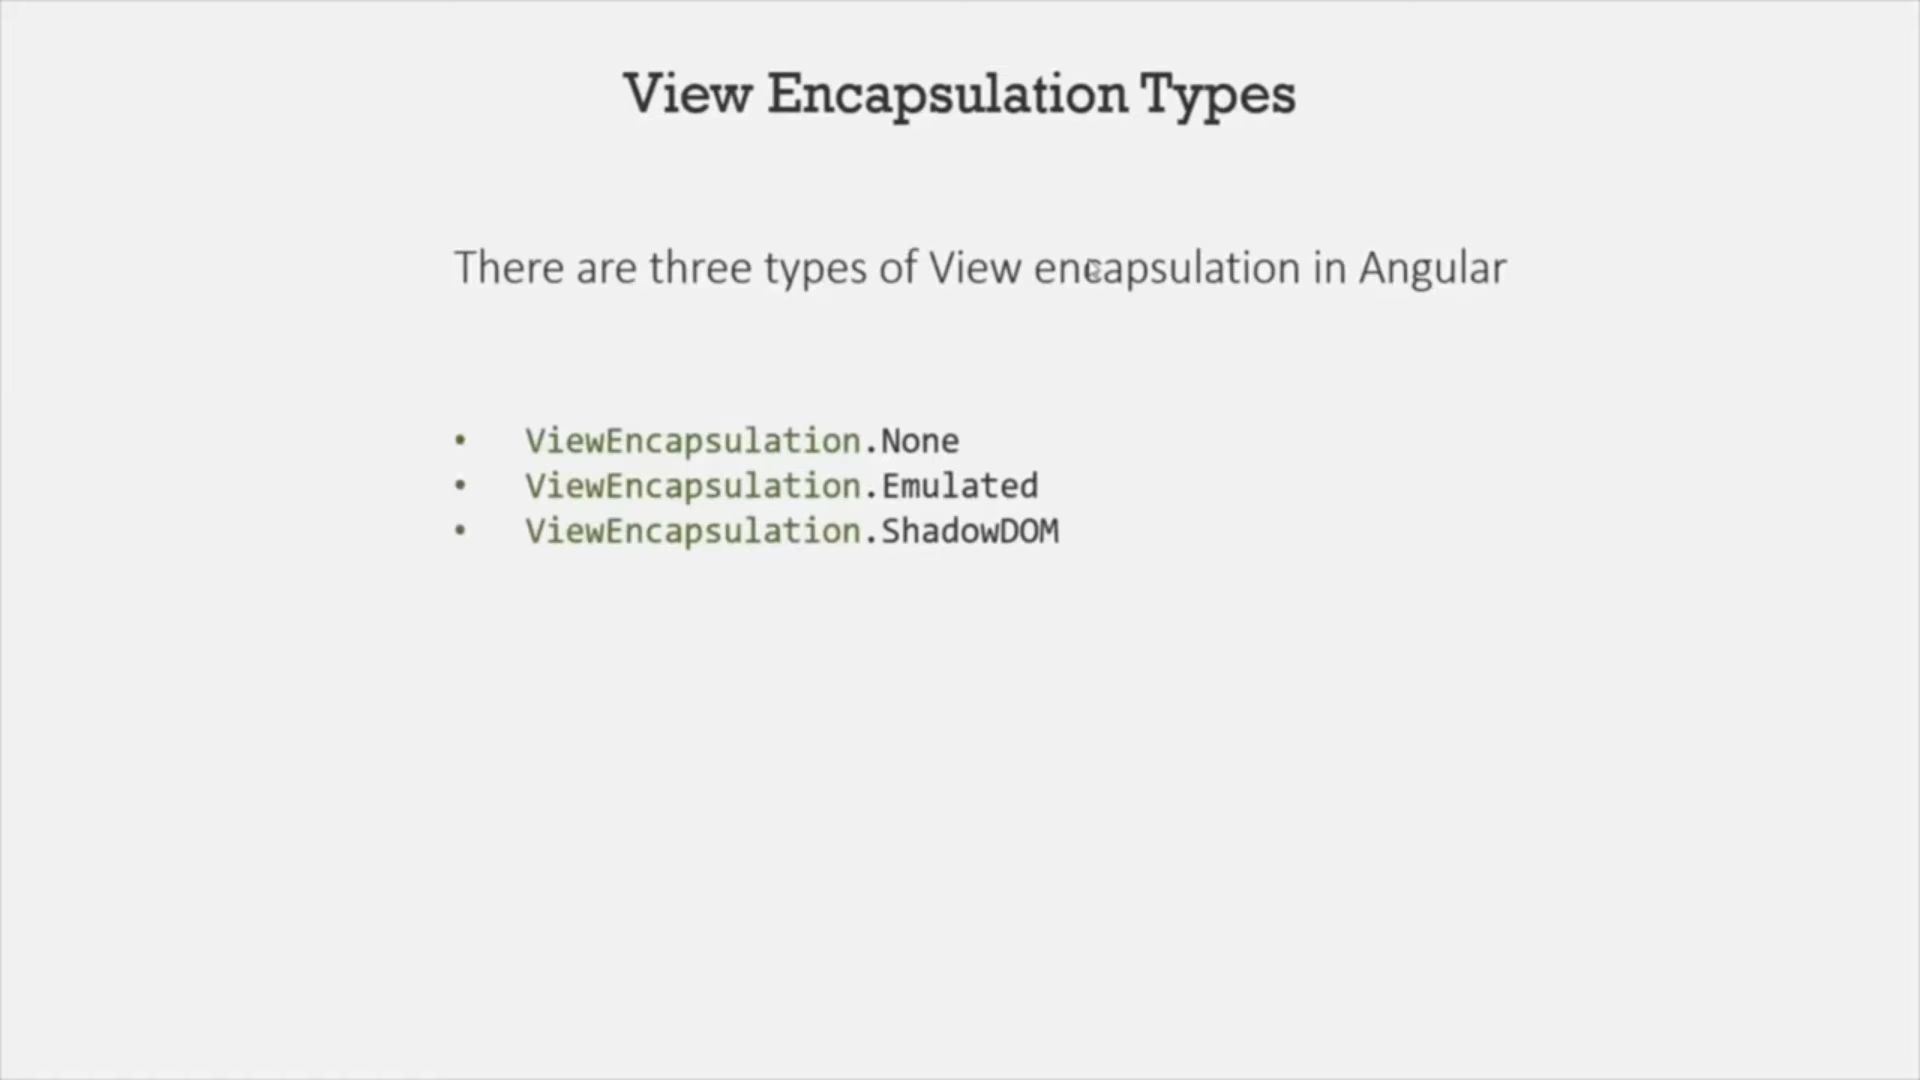 View Encapsulation Types
There are three types of View encapsulation in Angular
• ViewEncapsulation.None
• ViewEncapsulation.Emulated
• ViewEncapsulation.ShadowDOM